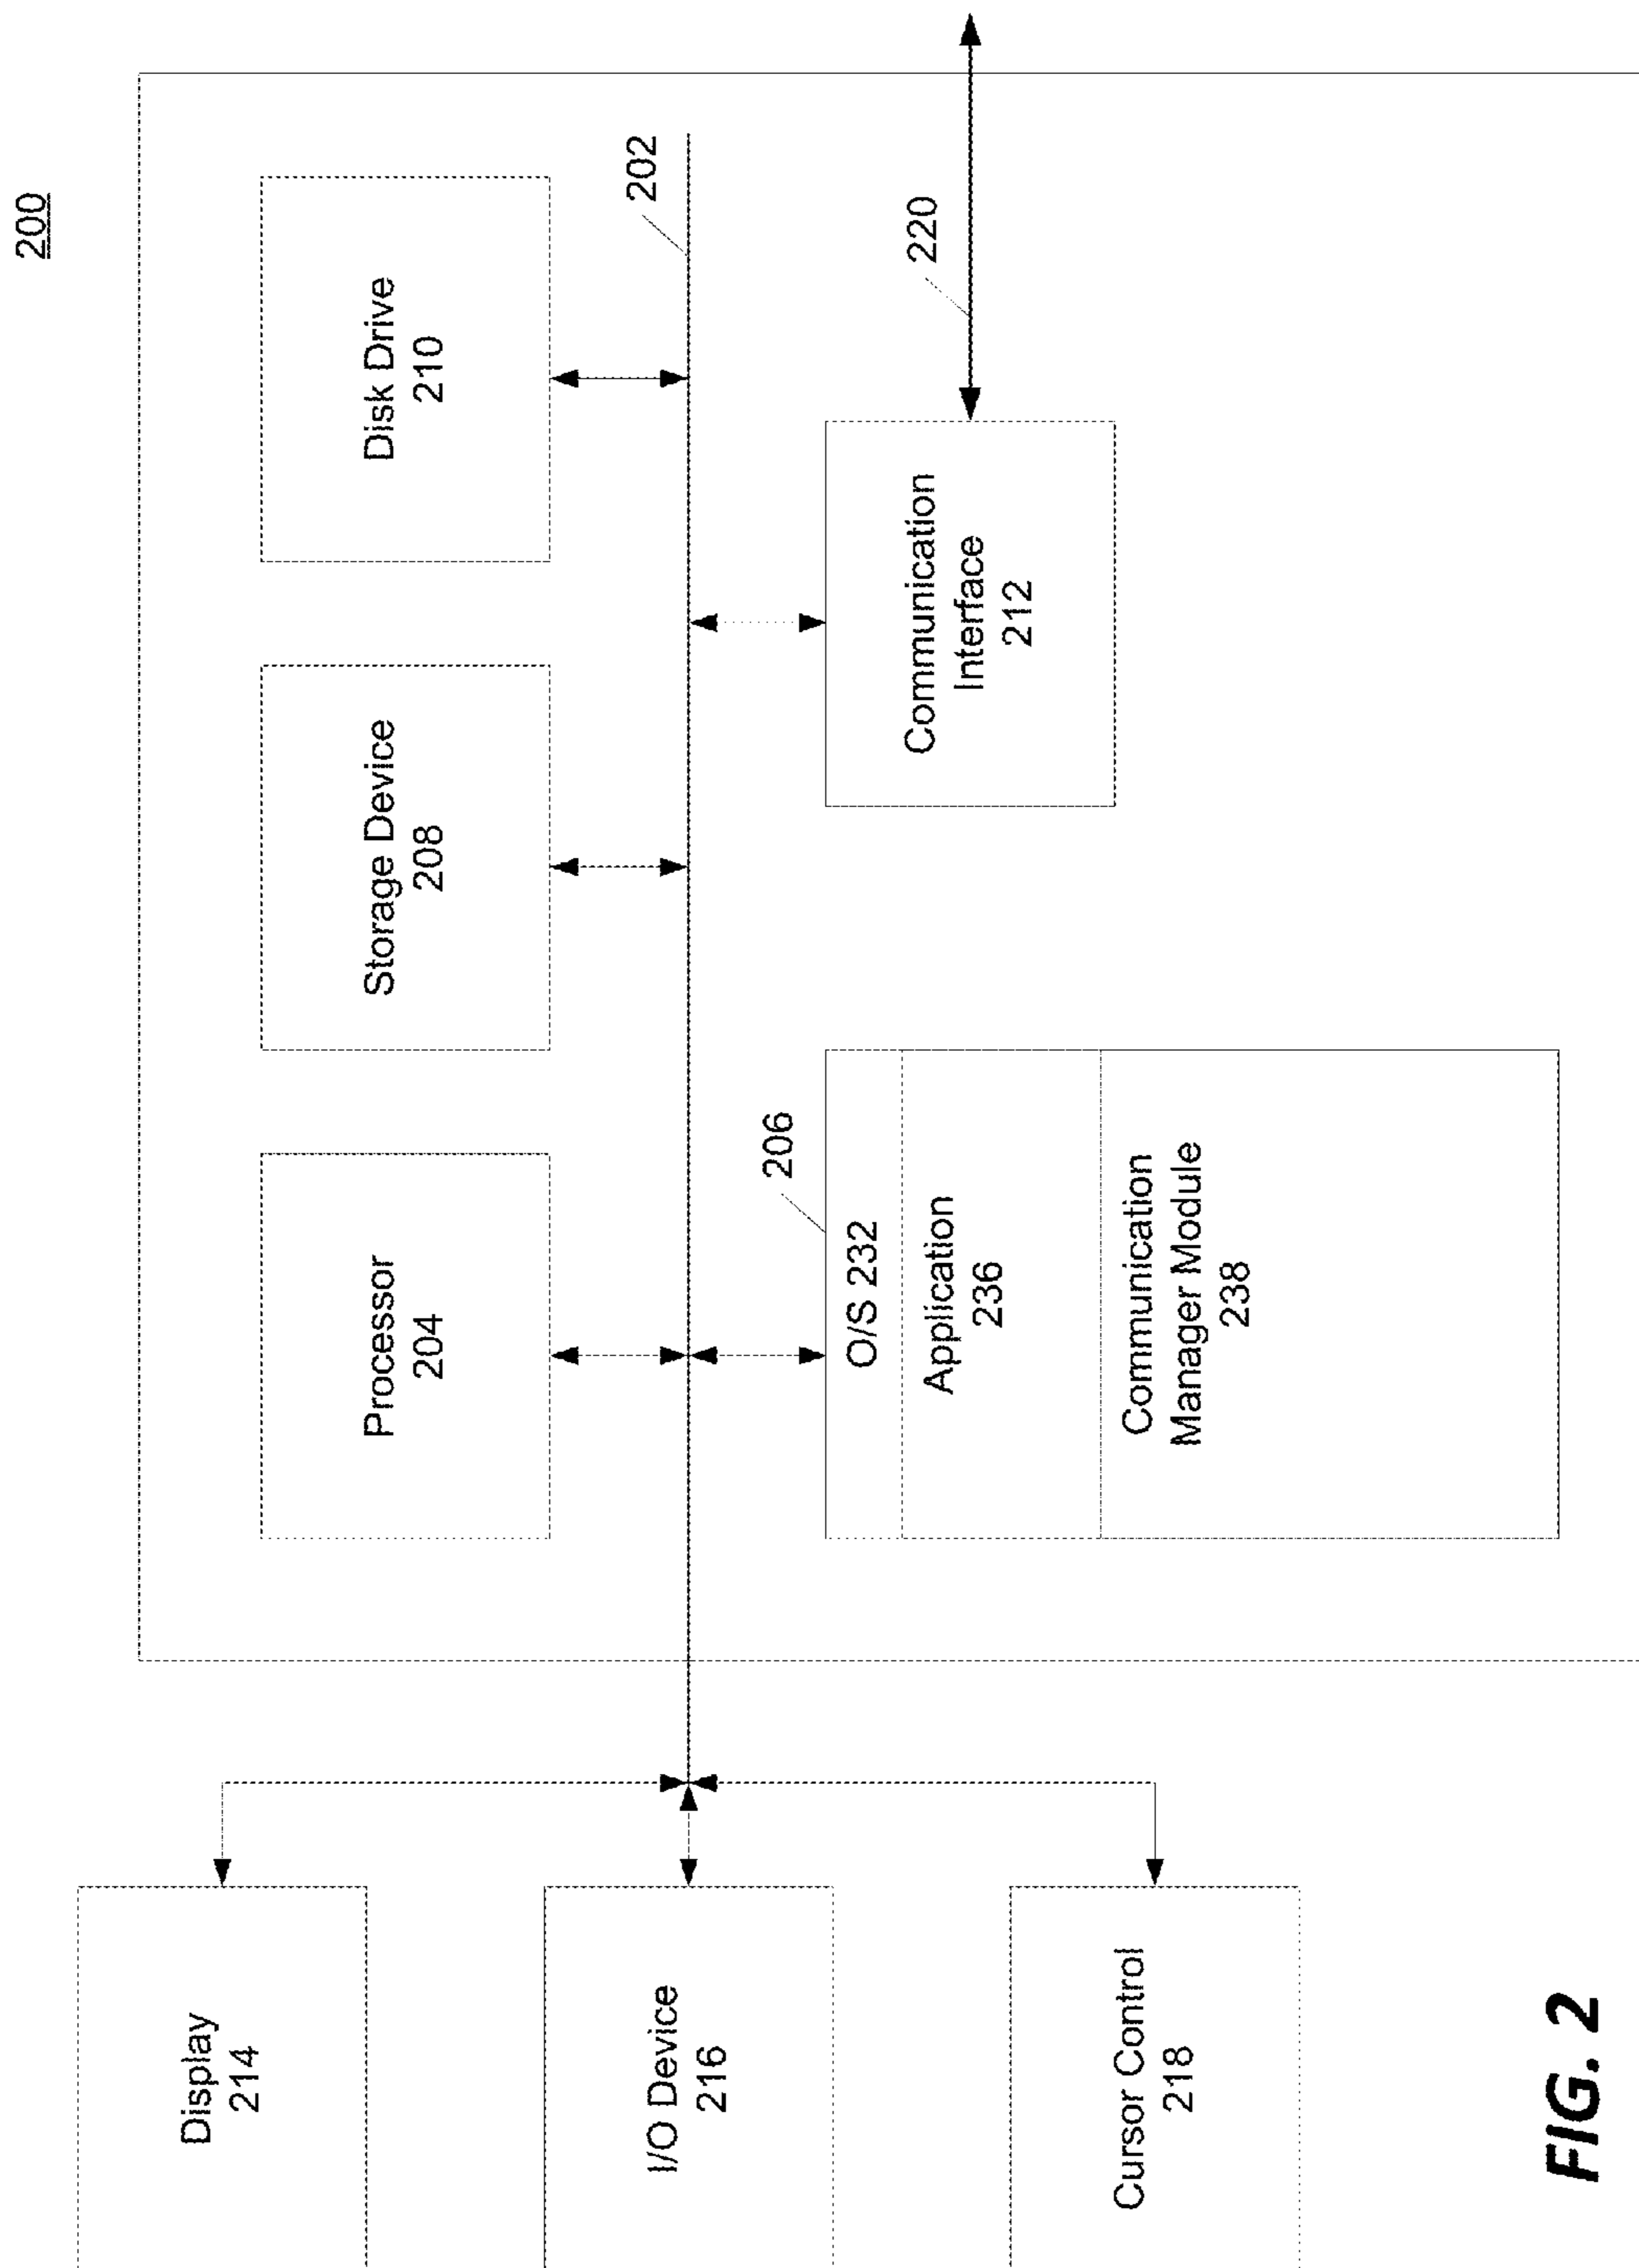 200
Display
214
I/O Device
216
Cursor Control
218
Processor
204
Storage Device
208
Disk Drive
210
202
206
O/S 232
Application
236
Communication
Manager Module
238
Communication
Interface
212
220
FIG. 2